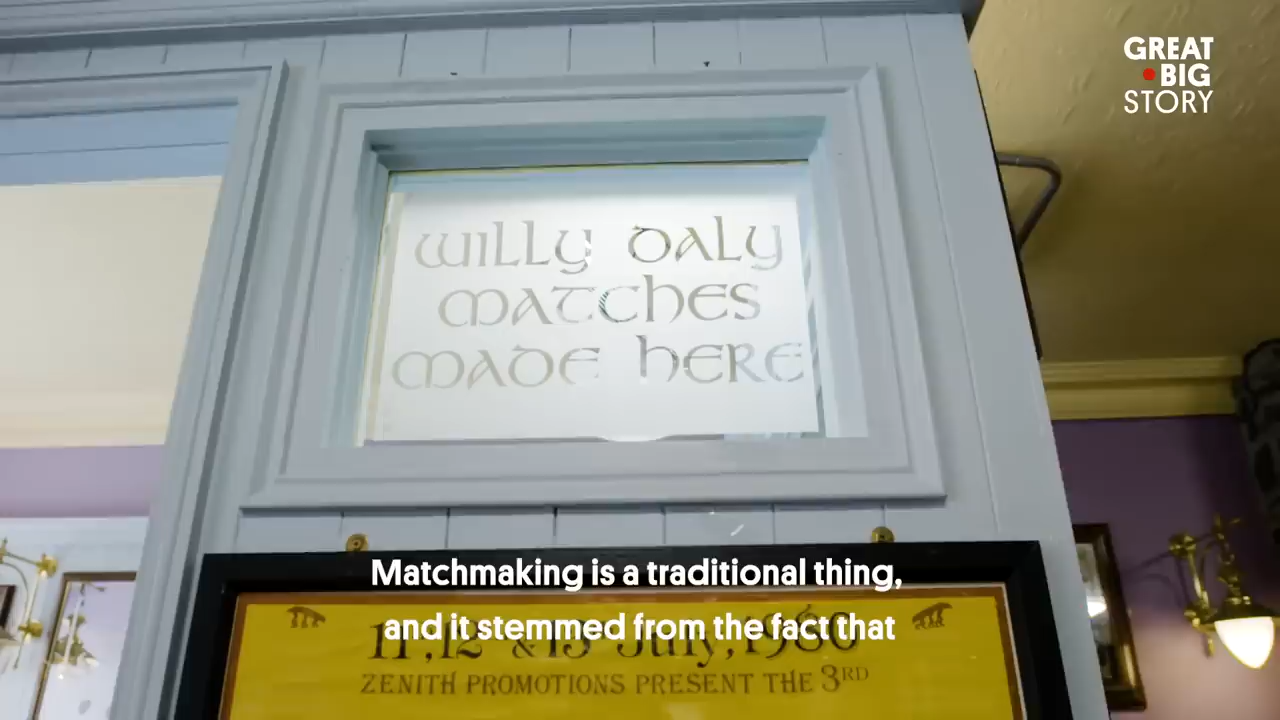 GREAT
BIG
STORY
WILLY DALY
MATCHES
MADE HERE
Matchmaking is a traditional thing,
and it stemmed from the fact that
11, 12 & 13 July, 1980
ZENITH PROMOTIONS PRESENT THE 3RD